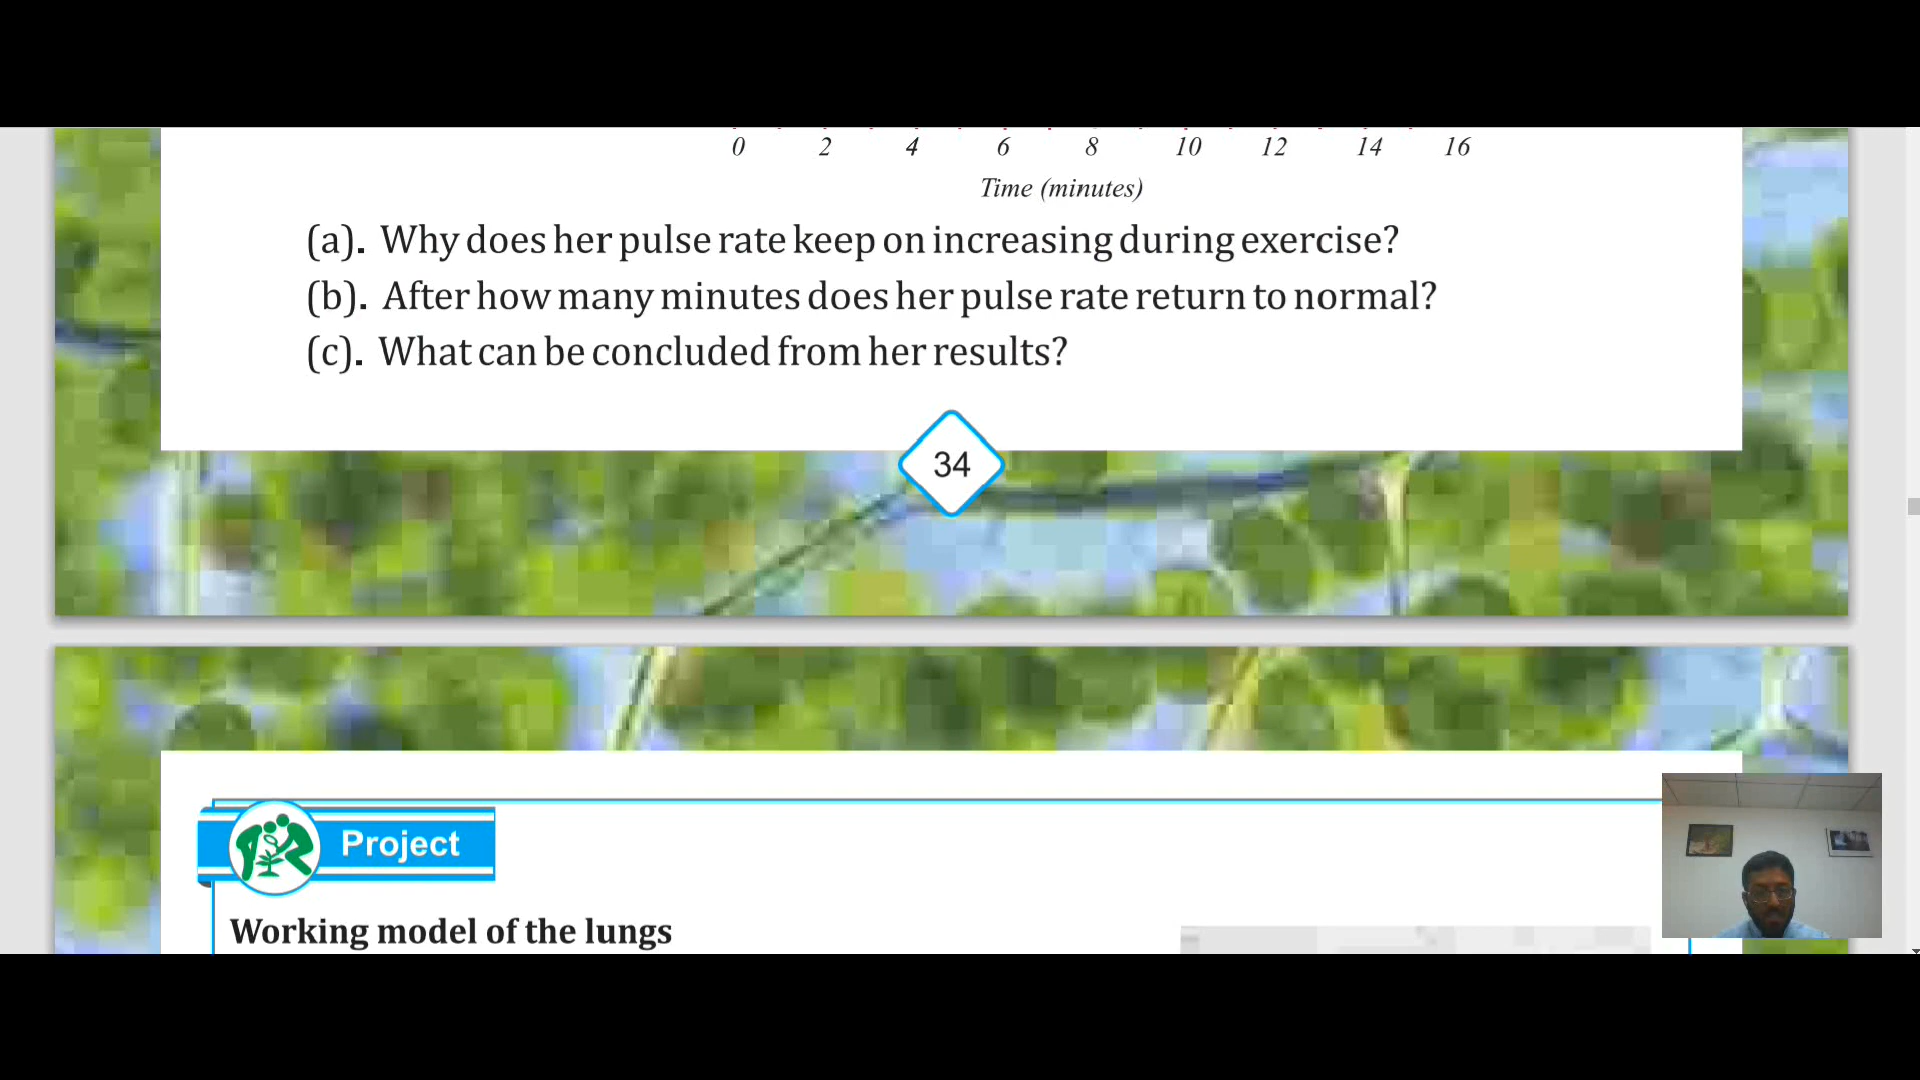 0 2 4 6 8 10 12 14 16
Time (minutes)
(a). Why does her pulse rate keep on increasing during exercise?
(b). After how many minutes does her pulse rate return to normal?
(c). What can be concluded from her results?
34
Project
Working model of the lungs